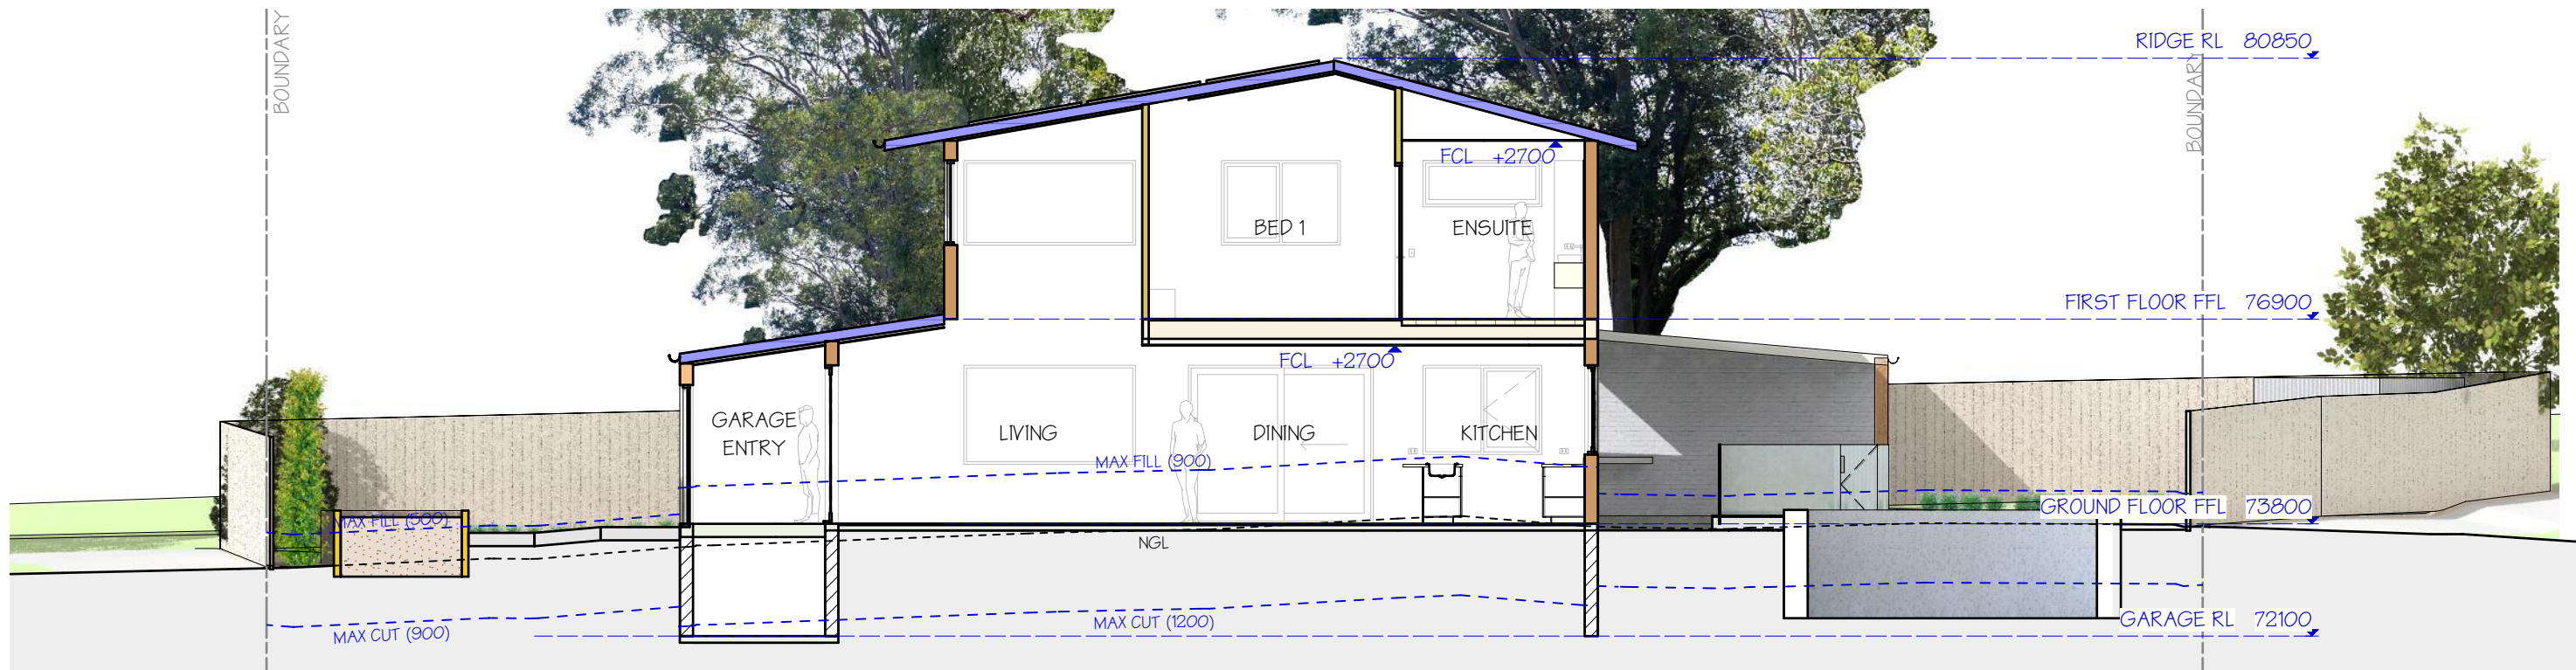 BOUNDARY
RIDGE RL 80850
BOUNDARY
FCL +2700
BED 1
ENSUITE
FIRST FLOOR FFL 76900
FCL +2700
GARAGE
ENTRY
LIVING
DINING
KITCHEN
MAX FILL (900)
GROUND FLOOR FFL 73800
MAX FILL (500)
NGL
GARAGE RL 72100
MAX CUT (900)
MAX CUT (1200)